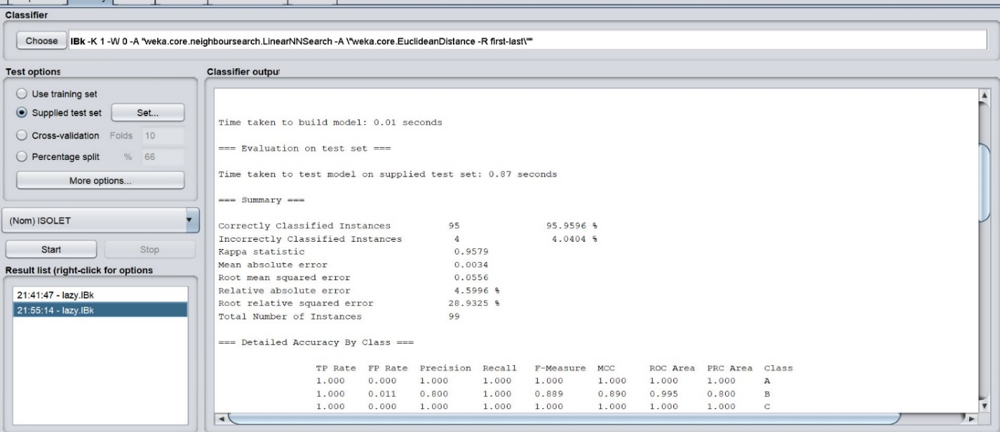 Classifier
Choose IBk -K 1 -W 0 -A "weka.core.neighboursearch.LinearNNSearch -A \"weka.core.EuclideanDistance -R first-last\""
Test options
Use training set
Supplied test set Set...
Cross-validation Folds 10
Percentage split % 66
More options...
(Nom) ISOLET
Start Stop
Result list (right-click for options
21:41:47 - lazy.IBk
21:55:14 - lazy.IBk
Classifier output
Time taken to build model: 0.01 seconds
=== Evaluation on test set ===
Time taken to test model on supplied test set: 0.87 seconds
=== Summary ===
Correctly Classified Instances 95 95.9596 %
Incorrectly Classified Instances 4 4.0404 %
Kappa statistic 0.9579
Mean absolute error 0.0034
Root mean squared error 0.0556
Relative absolute error 4.5996 %
Root relative squared error 28.9325 %
Total Number of Instances 99
=== Detailed Accuracy By Class ===
TP Rate FP Rate Precision Recall F-Measure MCC ROC Area PRC Area Class
1.000 0.000 1.000 1.000 1.000 1.000 1.000 1.000 A
1.000 0.011 0.800 1.000 0.889 0.890 0.995 0.800 B
1.000 0.000 1.000 1.000 1.000 1.000 1.000 1.000 C